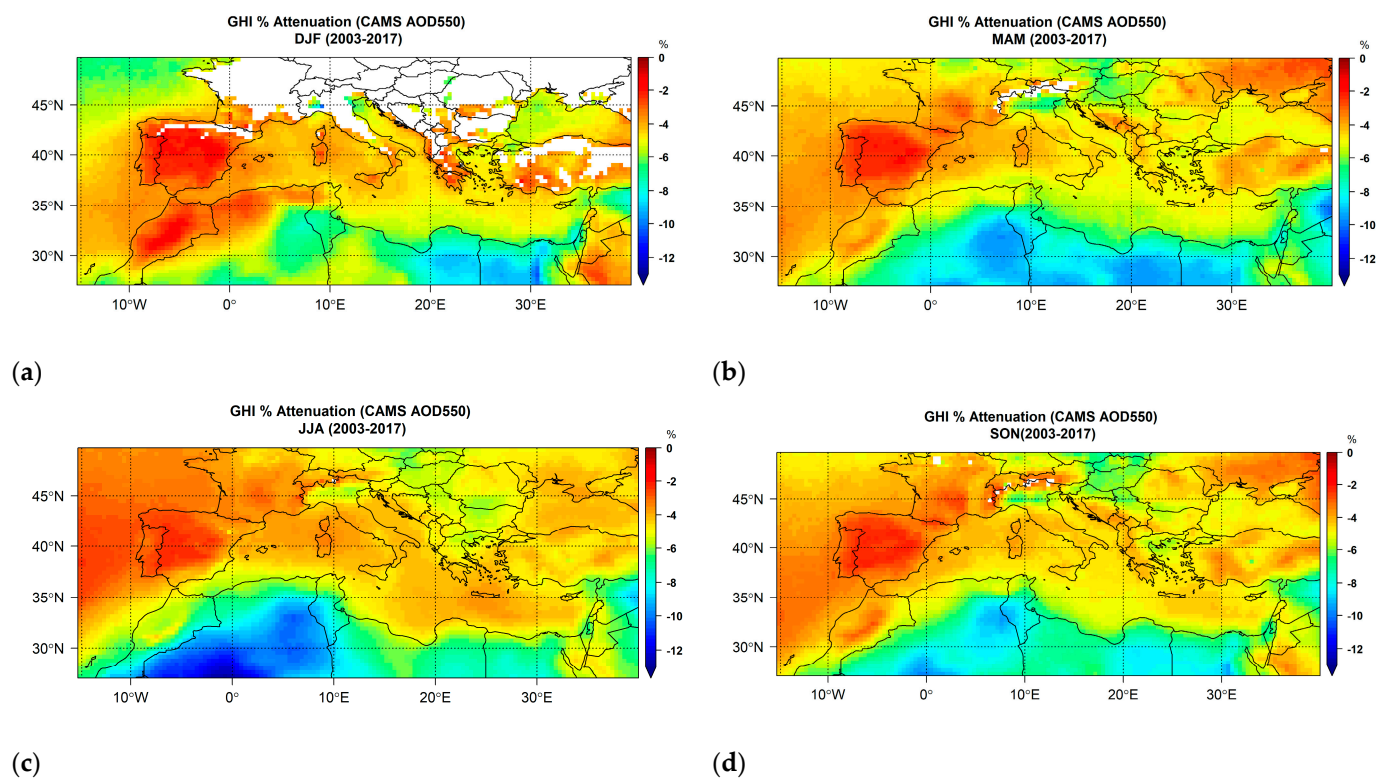 GHI % Attenuation (CAMS AOD550)
DJF (2003-2017)
%
0
-2
-4
-6
-8
-10
-12
45°N
40°N
35°N
30°N
10°W
0°
10°E
20°E
30°E
(a)
GHI % Attenuation (CAMS AOD550)
MAM (2003-2017)
%
0
-2
-4
-6
-8
-10
-12
45°N
40°N
35°N
30°N
10°W
0°
10°E
20°E
30°E
(b)
GHI % Attenuation (CAMS AOD550)
JJA (2003-2017)
%
0
-2
-4
-6
-8
-10
-12
45°N
40°N
35°N
30°N
10°W
0°
10°E
20°E
30°E
(c)
GHI % Attenuation (CAMS AOD550)
SON(2003-2017)
%
0
-2
-4
-6
-8
-10
-12
45°N
40°N
35°N
30°N
10°W
0°
10°E
20°E
30°E
(d)